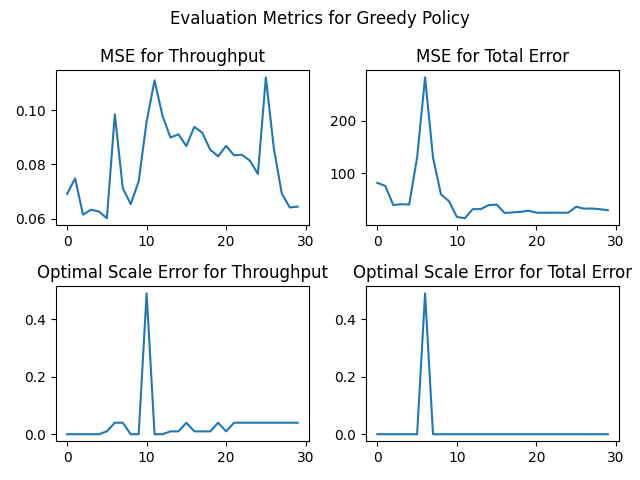 Evaluation Metrics for Greedy Policy
MSE for Throughput
0.10
0.08
0.06
0 10 20 30
MSE for Total Error
200
100
0 10 20 30
Optimal Scale Error for Throughput
0.4
0.2
0.0
0 10 20 30
Optimal Scale Error for Total Error
0.4
0.2
0.0
0 10 20 30